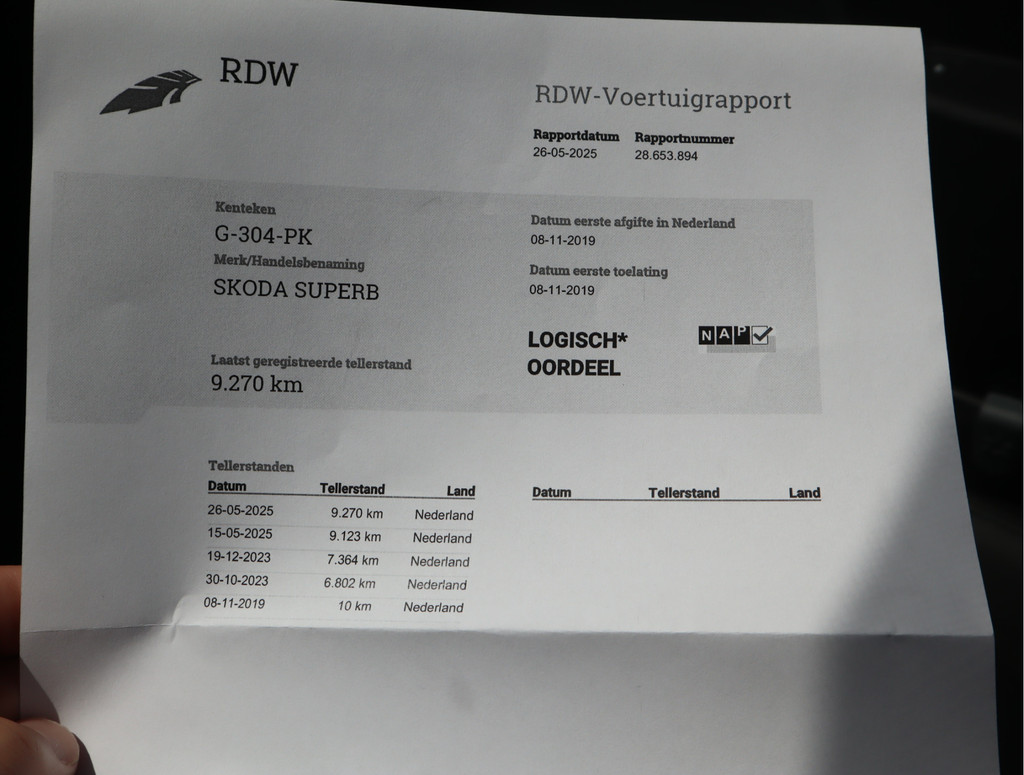 RDW
RDW-Voertuigrapport
Rapportdatum Rapportnummer
26-05-2025 28.653.894
Kenteken
G-304-PK
Merk/Handelsbenaming
SKODA SUPERB
Laatst geregistreerde tellerstand
9.270 km
Datum eerste afgifte in Nederland
08-11-2019
Datum eerste toelating
08-11-2019
LOGISCH*
OORDEEL
NAP
Tellerstanden
Datum Tellerstand Land
26-05-2025 9.270 km Nederland
15-05-2025 9.123 km Nederland
19-12-2023 7.364 km Nederland
30-10-2023 6.802 km Nederland
08-11-2019 10 km Nederland
Datum Tellerstand Land